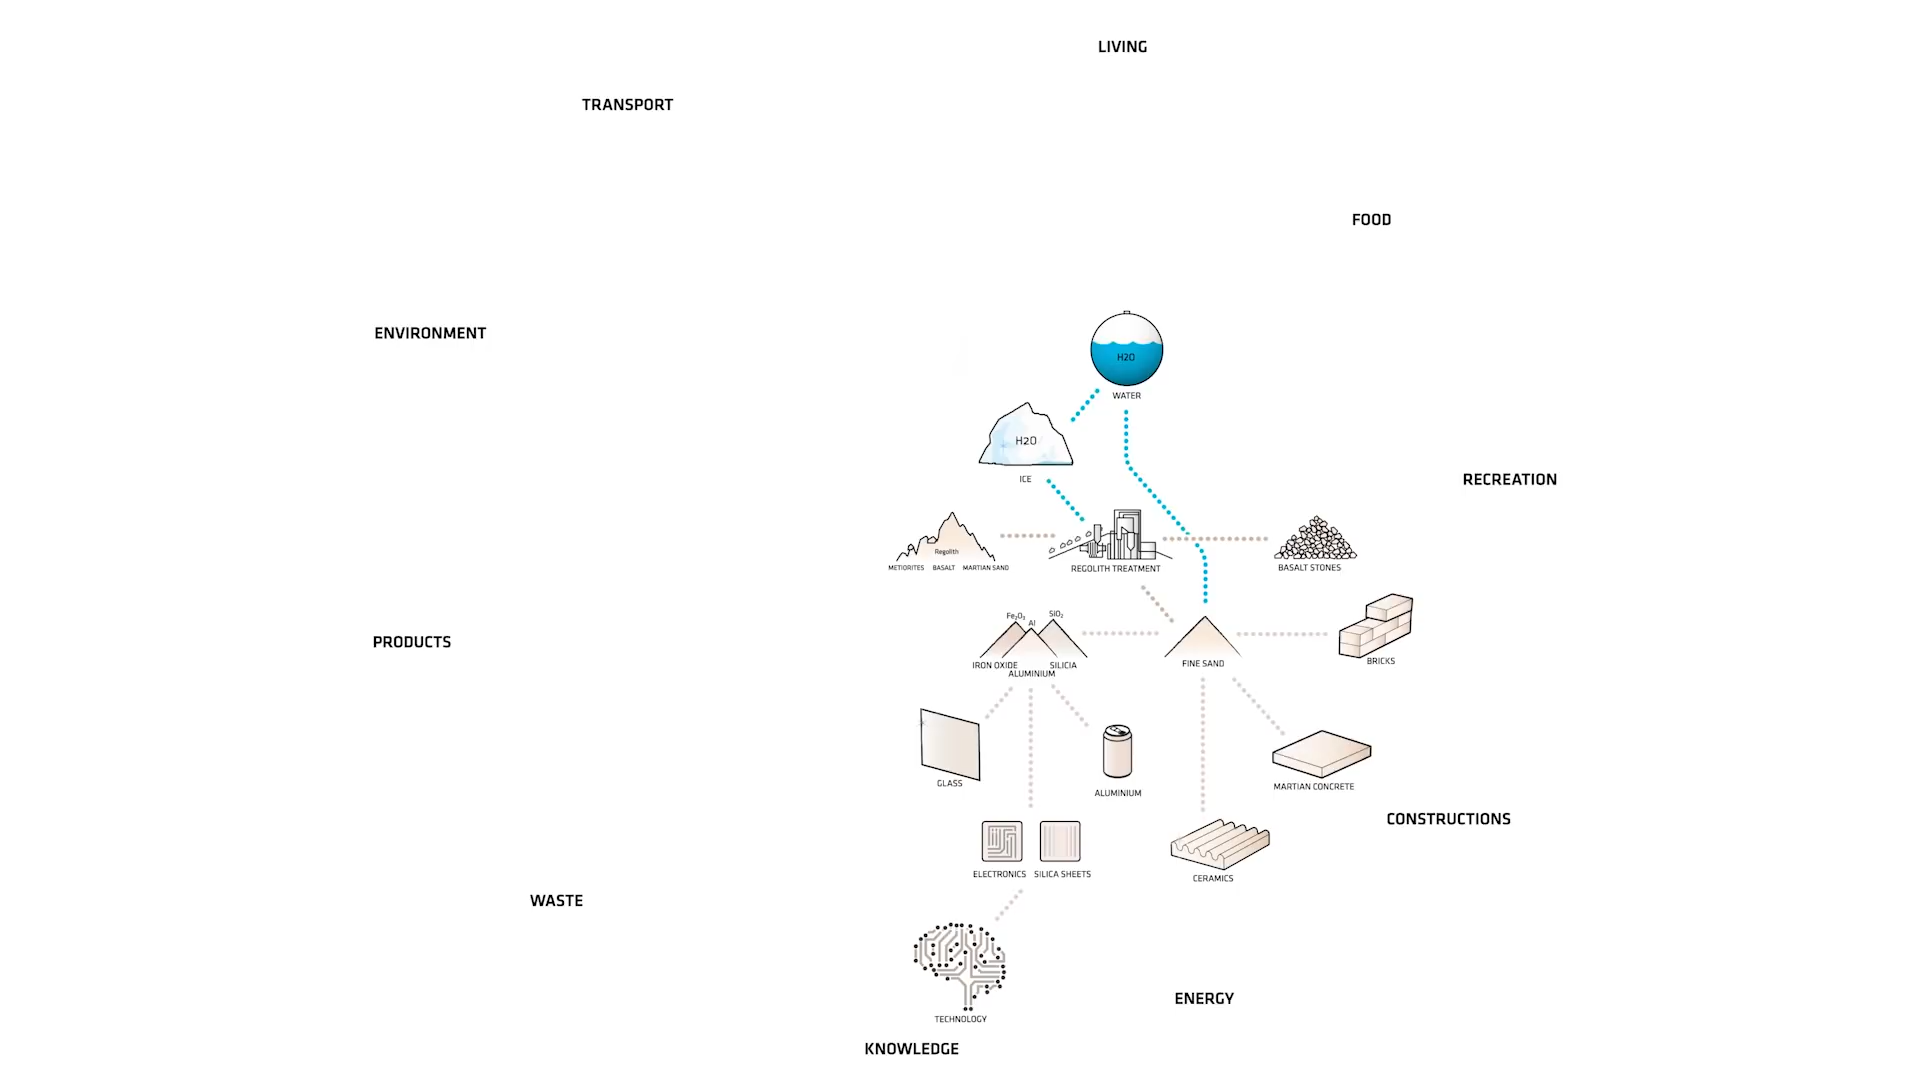 LIVING
TRANSPORT
FOOD
ENVIRONMENT
H2O
WATER
H2O
ICE
RECREATION
Regolith
METIORITES BASALT MARTIAN SAND
REGOLITH TREATMENT
BASALT STONES
Fe₂O₃
Al
SiO₂
IRON OXIDE
SILICIA
ALUMINIUM
FINE SAND
BRICKS
PRODUCTS
GLASS
ALUMINIUM
MARTIAN CONCRETE
CONSTRUCTIONS
ELECTRONICS
SILICA SHEETS
CERAMICS
WASTE
TECHNOLOGY
ENERGY
KNOWLEDGE